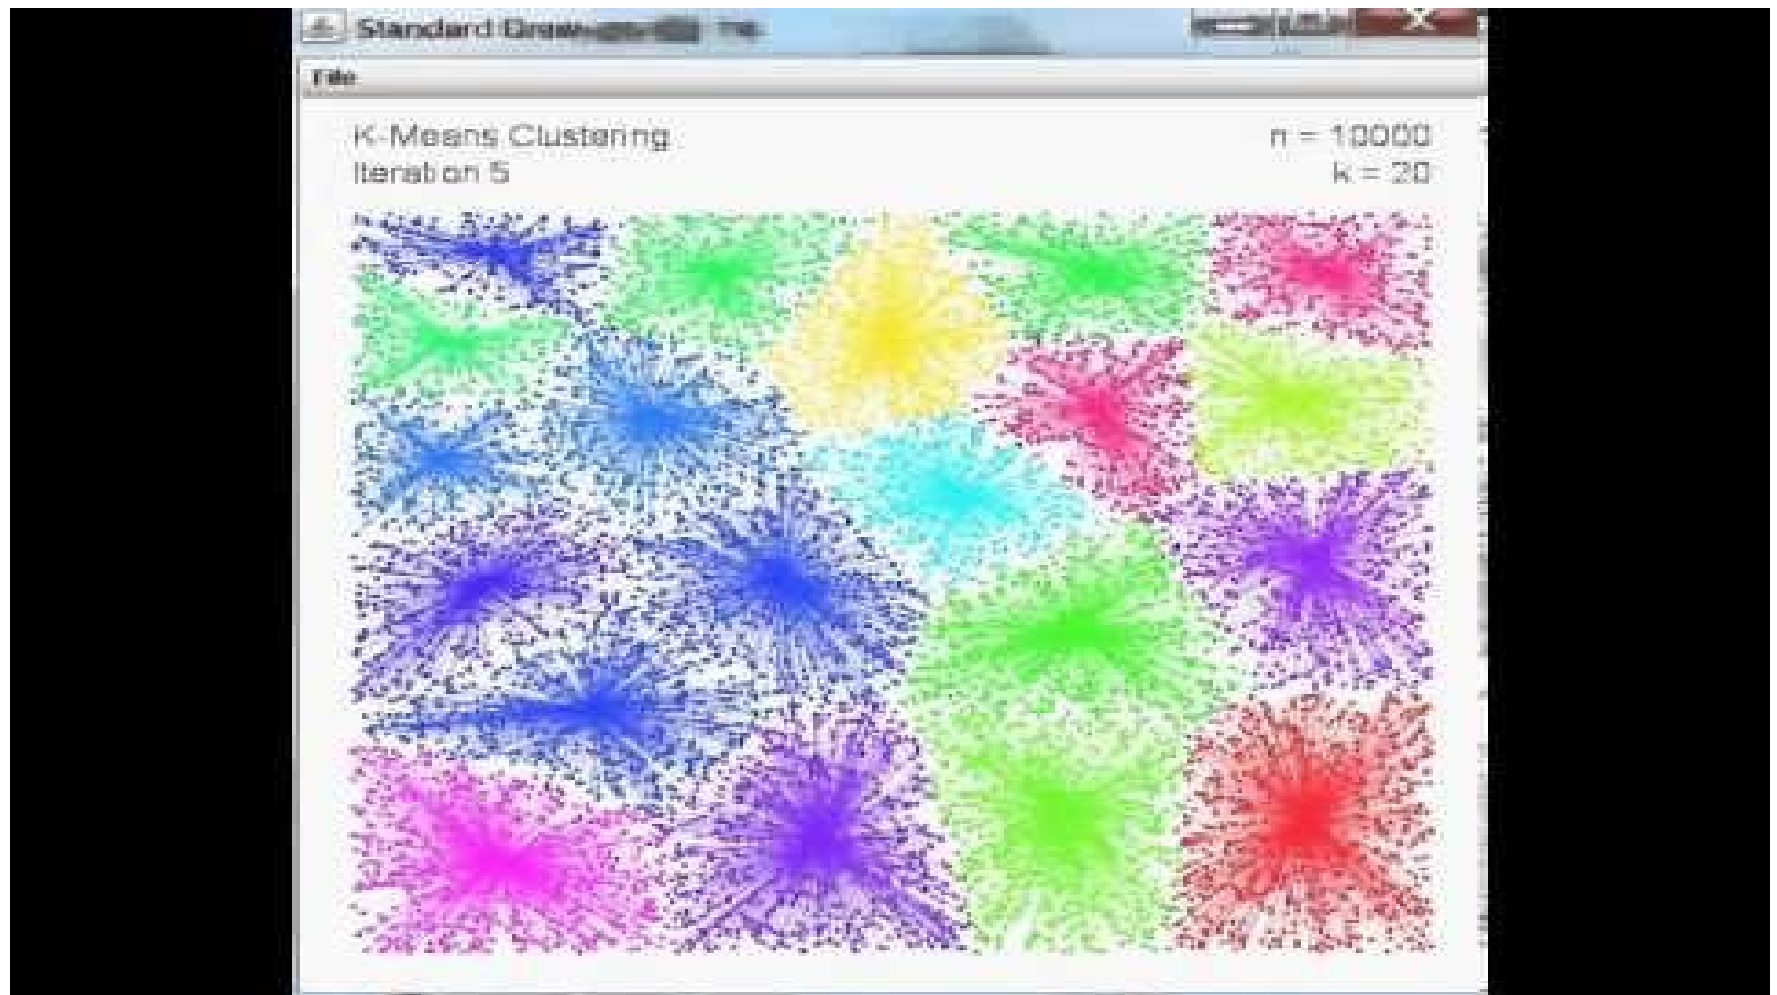 Standard Draw
File
K-Means Clustering
n = 10000
Iteration 5
k = 20